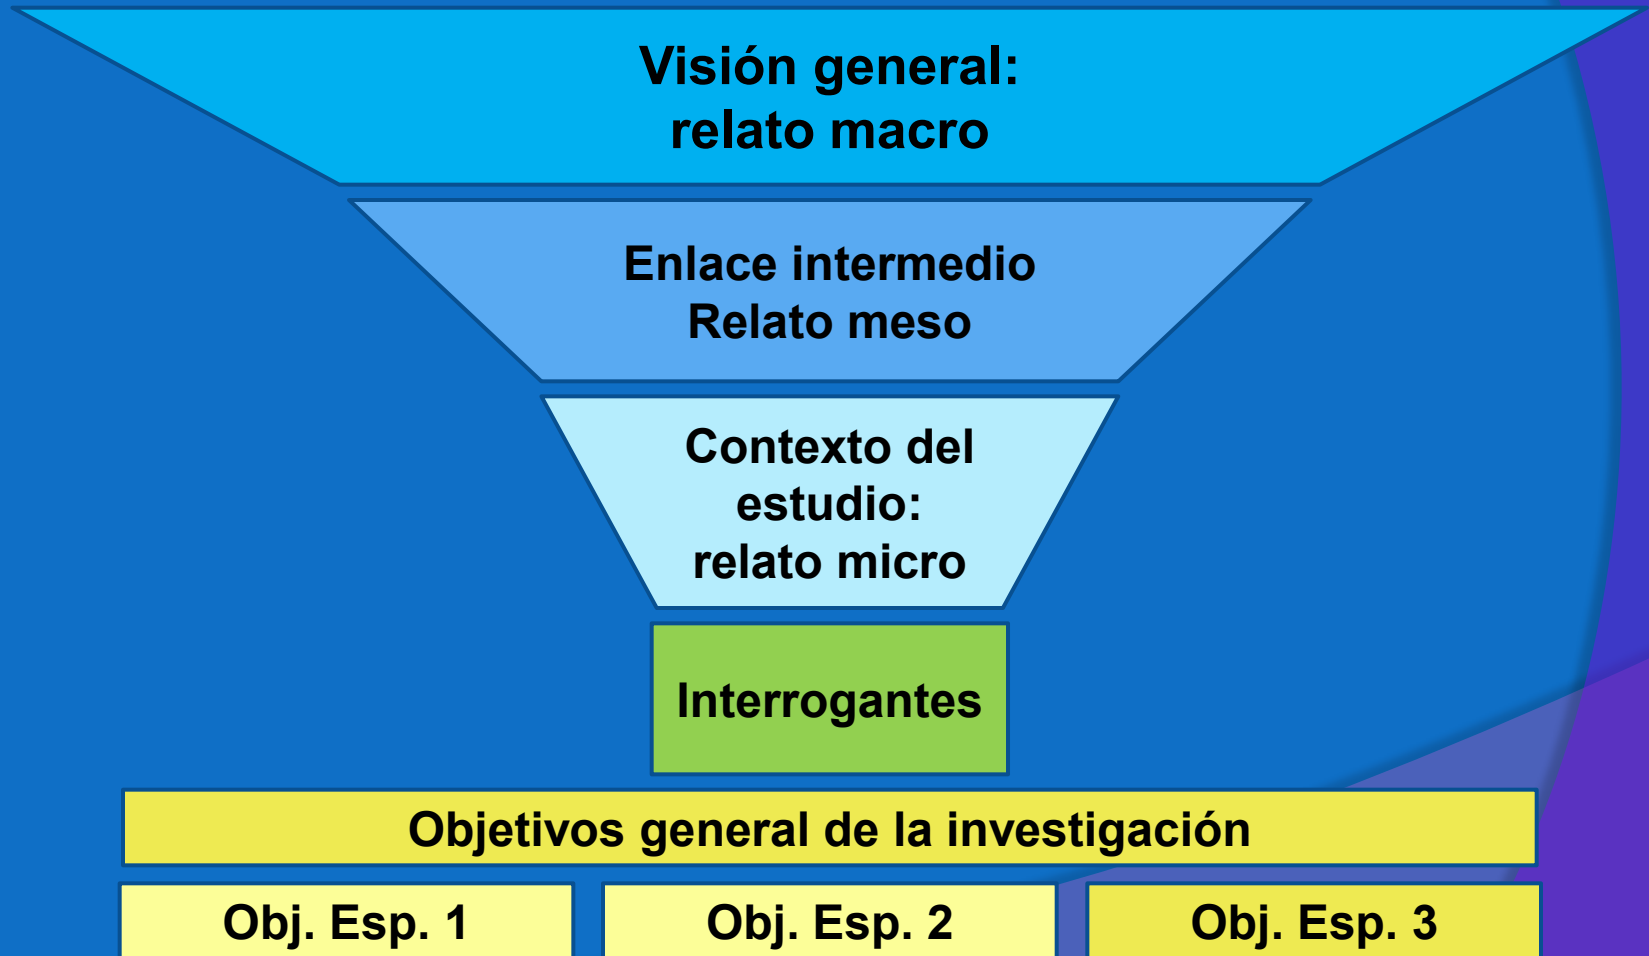 Visión general:
relato macro
Enlace intermedio
Relato meso
Contexto del
estudio:
relato micro
Interrogantes
Objetivos general de la investigación
Obj. Esp. 1
Obj. Esp. 2
Obj. Esp. 3